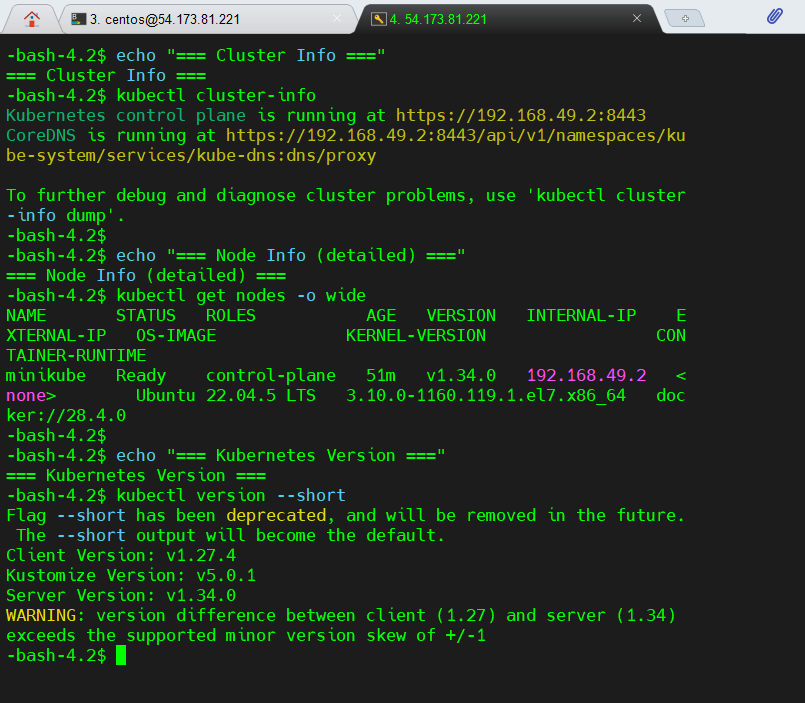 3. centos@54.173.81.221
4. 54.173.81.221
-bash-4.2$ echo "=== Cluster Info ==="
=== Cluster Info ===
-bash-4.2$ kubectl cluster-info
Kubernetes control plane is running at https://192.168.49.2:8443
CoreDNS is running at https://192.168.49.2:8443/api/v1/namespaces/ku
be-system/services/kube-dns:dns/proxy
To further debug and diagnose cluster problems, use 'kubectl cluster
-info dump'.
-bash-4.2$
-bash-4.2$ echo "=== Node Info (detailed) ==="
=== Node Info (detailed) ===
-bash-4.2$ kubectl get nodes -o wide
NAME       STATUS   ROLES           AGE   VERSION   INTERNAL-IP    E
XTERNAL-IP   OS-IMAGE             KERNEL-VERSION                 CON
TAINER-RUNTIME
minikube   Ready    control-plane   51m   v1.34.0   192.168.49.2   <
none>        Ubuntu 22.04.5 LTS   3.10.0-1160.119.1.el7.x86_64   doc
ker://28.4.0
-bash-4.2$
-bash-4.2$ echo "=== Kubernetes Version ==="
=== Kubernetes Version ===
-bash-4.2$ kubectl version --short
Flag --short has been deprecated, and will be removed in the future.
 The --short output will become the default.
Client Version: v1.27.4
Kustomize Version: v5.0.1
Server Version: v1.34.0
WARNING: version difference between client (1.27) and server (1.34)
exceeds the supported minor version skew of +/-1
-bash-4.2$